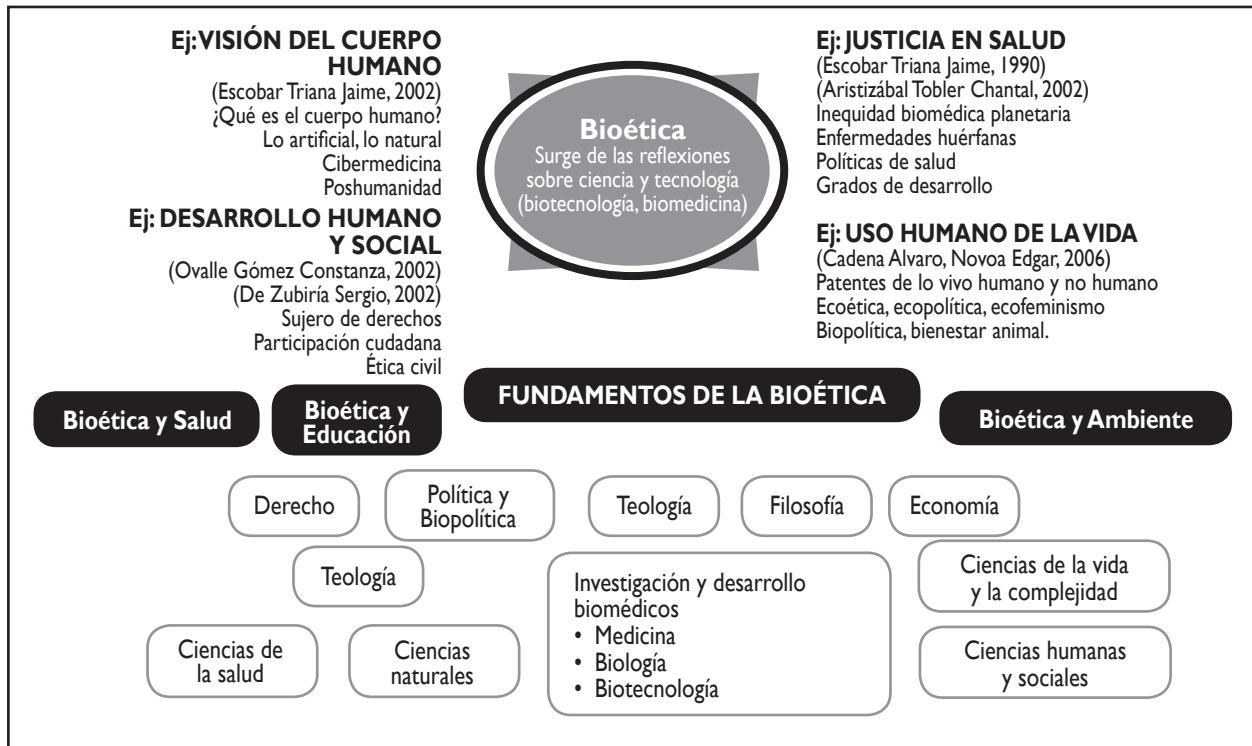 Ej: VISIÓN DEL CUERPO
HUMANO
(Escobar Triana Jaime, 2002)
¿Qué es el cuerpo humano?
Lo artificial, lo natural
Cibermedicina
Poshumanidad
Ej: DESARROLLO HUMANO
Y SOCIAL
(Ovalle Gómez Constanza, 2002)
(De Zubiría Sergio, 2002)
Sujero de derechos
Participación cudadana
Ética civil
Bioética
Surge de las reflexiones
sobre ciencia y tecnología
(biotecnología, biomedicina)
Ej: JUSTICIA EN SALUD
(Escobar Triana Jaime, 1990)
(Aristizábal Tobler Chantal, 2002)
Inequidad biomédica planetaria
Enfermedades huérfanas
Políticas de salud
Grados de desarrollo
Ej: USO HUMANO DE LA VIDA
(Cadena Alvaro, Novoa Edgar, 2006)
Patentes de lo vivo humano y no humano
Ecoética, ecopolítica, ecofeminismo
Biopolítica, bienestar animal.
Bioética y Salud
Bioética y
Educación
FUNDAMENTOS DE LA BIOÉTICA
Bioética y Ambiente
Derecho
Política y
Biopolítica
Teología
Filosofía
Economía
Teología
Investigación y desarrollo
biomédicos
• Medicina
• Biología
• Biotecnología
Ciencias de la vida
y la complejidad
Ciencias de
la salud
Ciencias
naturales
Ciencias humanas
y sociales